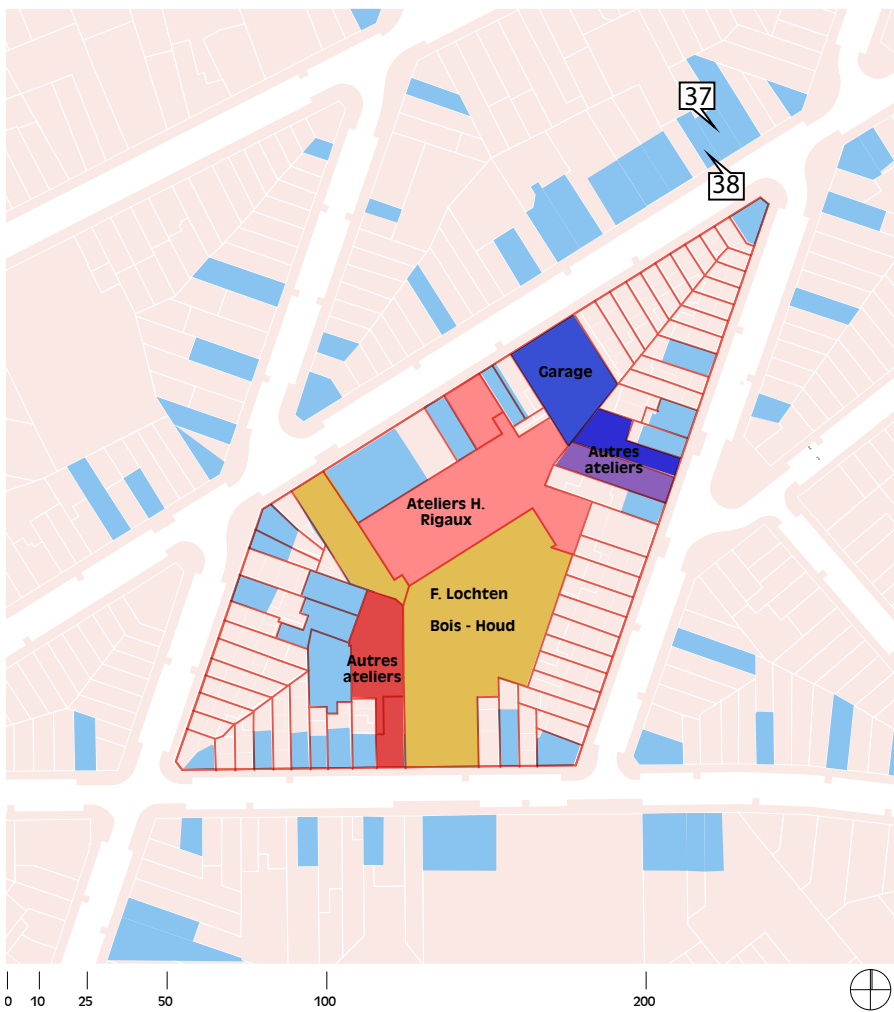 37
38
Garage
Autres
ateliers
Ateliers H.
Rigaux
F. Lochten
Bois - Houd
Autres
ateliers
0 10 25 50 100 200